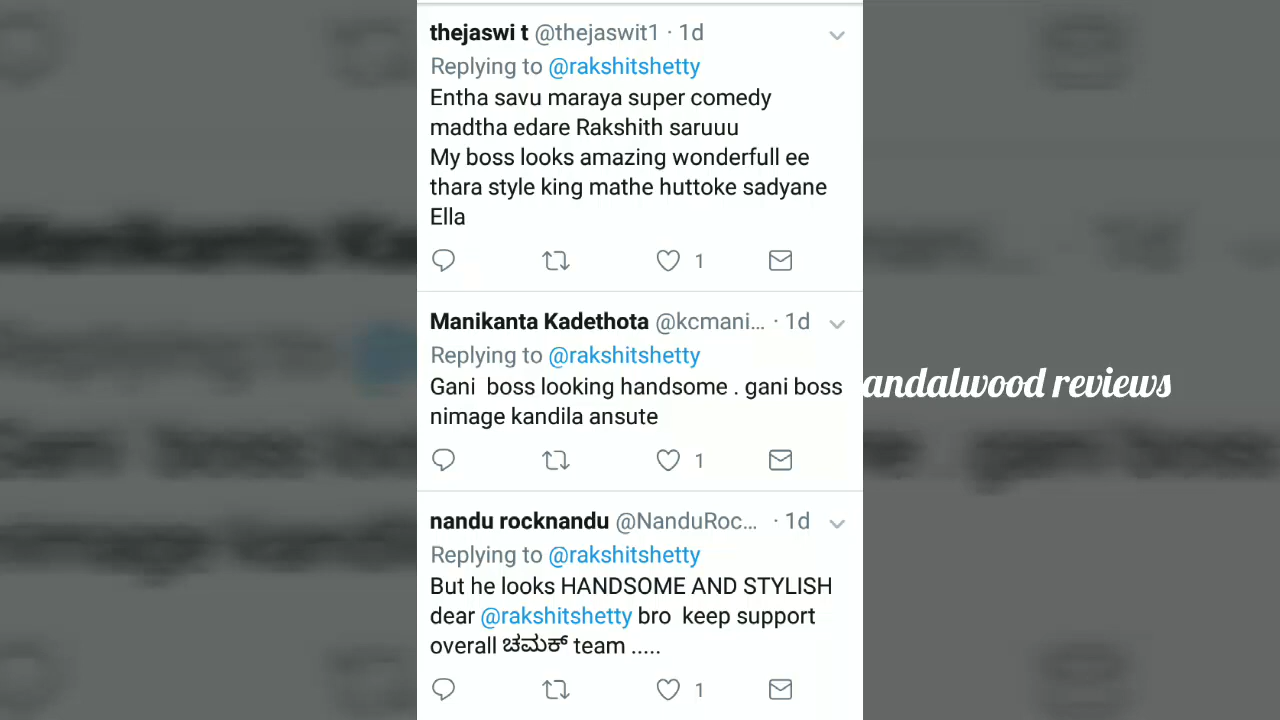 thejaswi t @thejaswit1 · 1d
Replying to @rakshitshetty
Entha savu maraya super comedy
madtha edare Rakshith saruuu
My boss looks amazing wonderfull ee
thara style king mathe huttoke sadyane
Ella
1
Manikanta Kadethota @kcmani... · 1d
Replying to @rakshitshetty
Gani boss looking handsome . gani boss
nimage kandila ansute
1
andalwood reviews
nandu rocknandu @NanduRoc... · 1d
Replying to @rakshitshetty
But he looks HANDSOME AND STYLISH
dear @rakshitshetty bro keep support
overall ಚಮಕ್ team .....
1